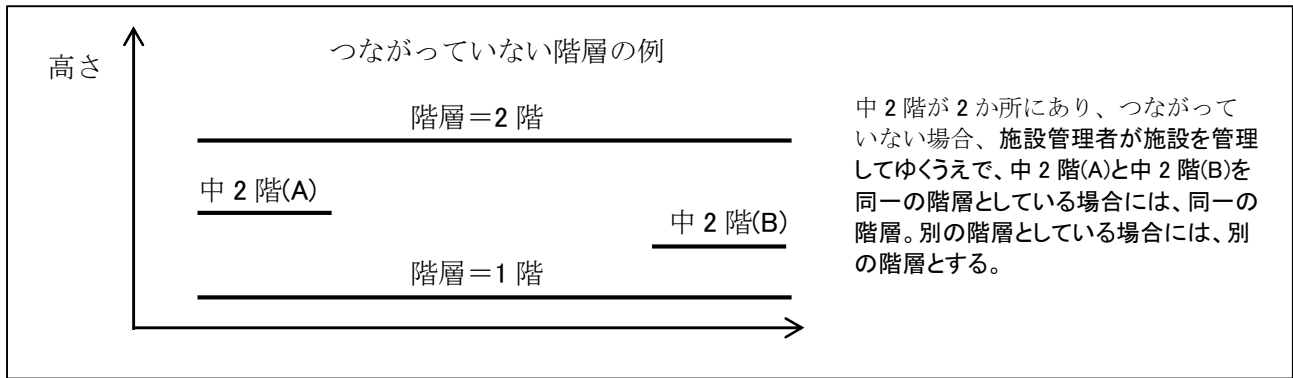 高さ
つながっていない階層の例
階層＝2 階
中 2 階(A)
中 2 階(B)
階層＝1 階
中 2 階が 2 か所にあり、つながって
いない場合、施設管理者が施設を管理
してゆくうえで、中 2 階(A)と中 2 階(B)を
同一の階層としている場合には、同一の
階層。別の階層としている場合には、別
の階層とする。